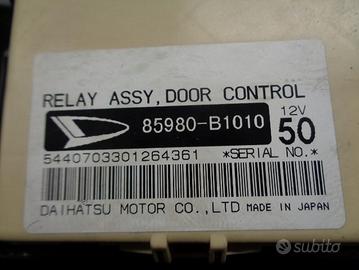 RELAY ASSY, DOOR CONTROL
85980-B1010
12V
50
5440703301264361 *SERIAL NO.*
DAIHATSU MOTOR CO.,LTD MADE IN JAPAN
subito